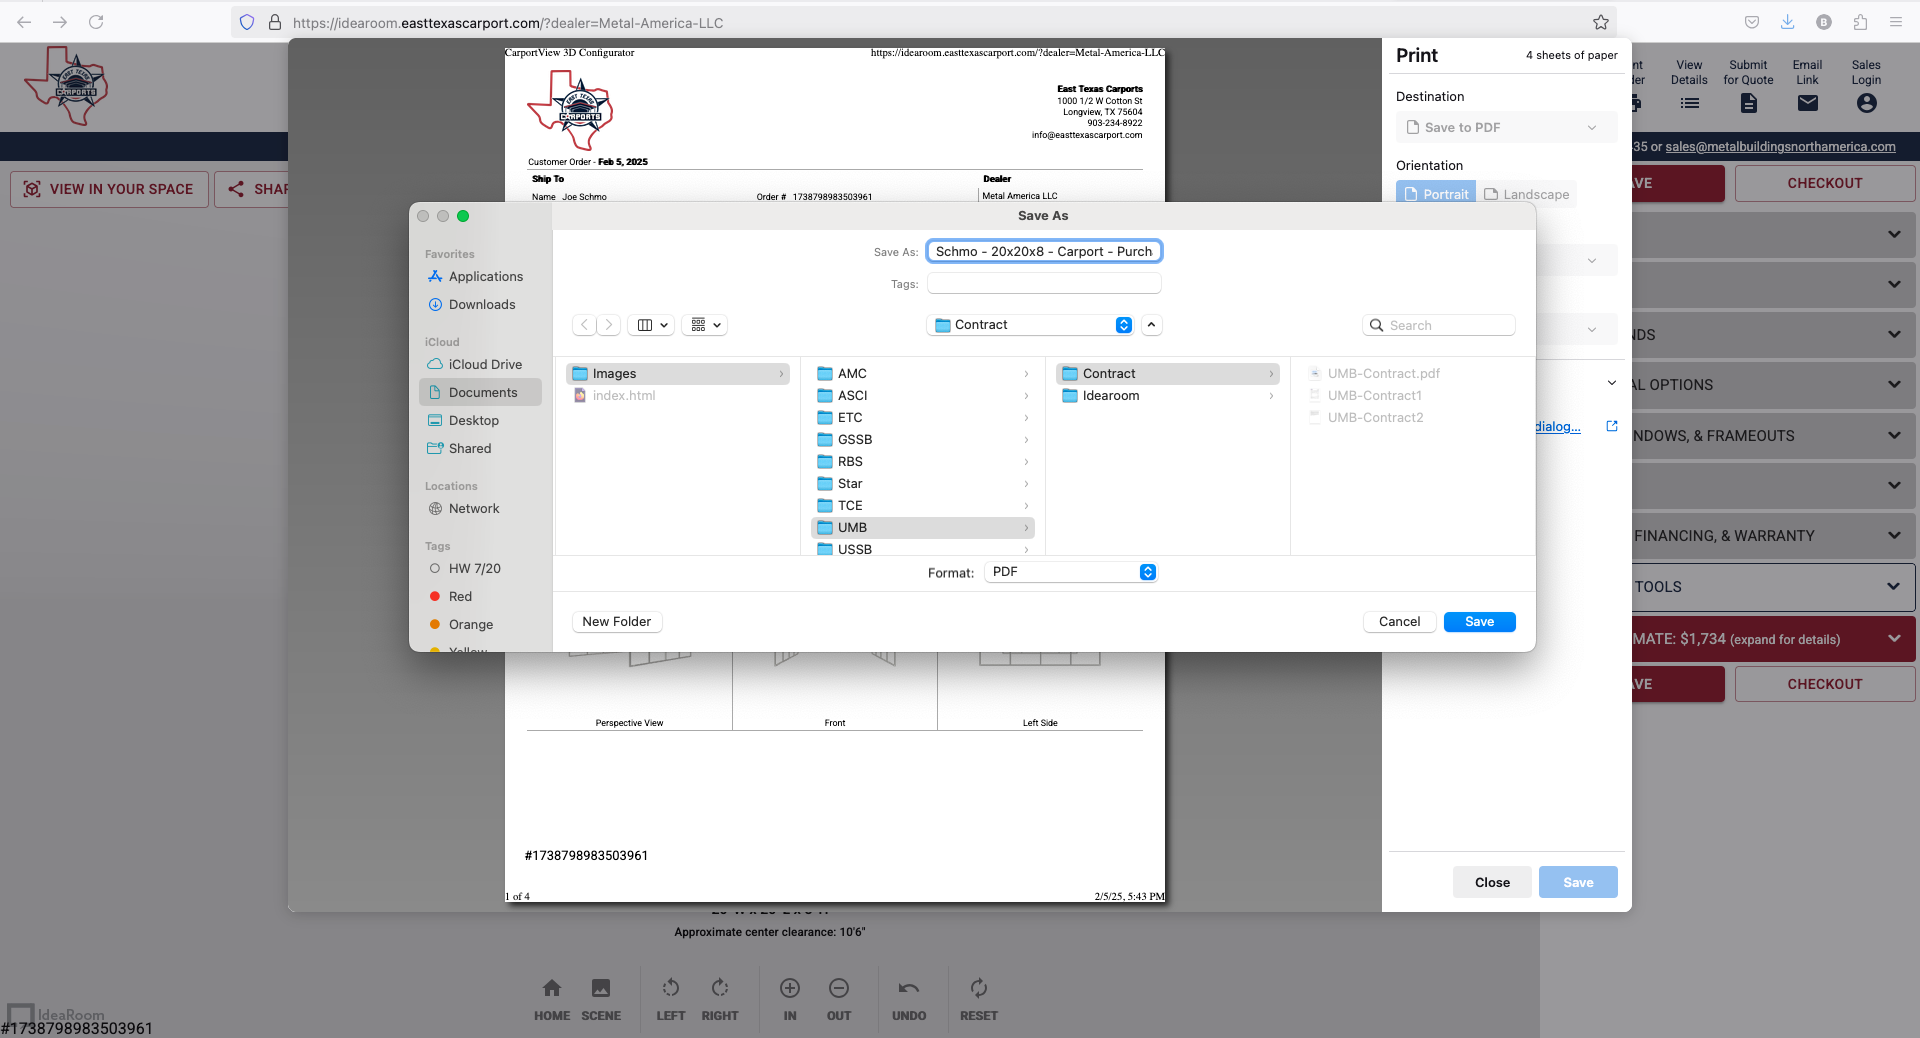 https://idearoom.easttexascarport.com/?dealer=Metal-America-LLC
CarportView 3D Configurator
https://idearoom.easttexascarport.com/?dealer=Metal-America-LLC
EAST TEXAS
CARPORTS
East Texas Carports
1000 1/2 W Cotton St
Longview, TX 75604
903-234-8922
info@easttexascarport.com
Customer Order - Feb 5, 2025
Ship To
Dealer
Name Joe Schmo
Order # 1738798983503961
Metal America LLC
Print
4 sheets of paper
Destination
Save to PDF
Orientation
Portrait
Landscape
dialog...
Close
Save
EAST TEXAS
CARPORTS
VIEW IN YOUR SPACE
SHAR
nt
der
View
Details
Submit
for Quote
Email
Link
Sales
Login
35 or sales@metalbuildingsnorthamerica.com
AVE
CHECKOUT
NDS
AL OPTIONS
NDOWS, & FRAMEOUTS
FINANCING, & WARRANTY
TOOLS
MATE: $1,734 (expand for details)
AVE
CHECKOUT
Save As
Save As:
Schmo - 20x20x8 - Carport - Purch
Tags:
Contract
Search
Favorites
Applications
Downloads
iCloud
iCloud Drive
Documents
Desktop
Shared
Locations
Network
Tags
HW 7/20
Red
Orange
Yellow
Images
index.html
AMC
ASCI
ETC
GSSB
RBS
Star
TCE
UMB
USSB
Contract
Idearoom
UMB-Contract.pdf
UMB-Contract1
UMB-Contract2
Format:
PDF
New Folder
Cancel
Save
Perspective View
Front
Left Side
#1738798983503961
1 of 4
2/5/25, 5:43 PM
Approximate center clearance: 10'6"
HOME
SCENE
LEFT
RIGHT
IN
OUT
UNDO
RESET
IdeaRoom
#1738798983503961